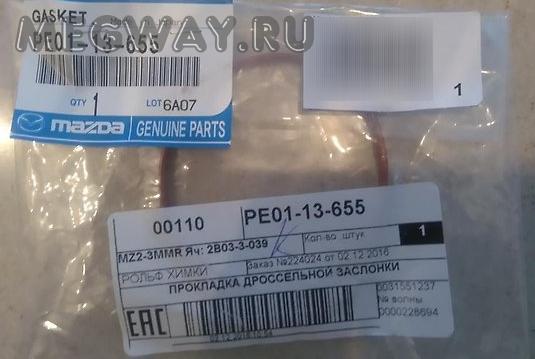 MEGWAY.RU
GASKET
PE01-13-655
QTY 1 LOT 6A07
mazda GENUINE PARTS
1
00110 PE01-13-655
MZ2-3MMR Яч: 2B03-3-039 Кол-во штук 1
РОЛЬФ ХИМКИ Заказ №224024 от 02.12.2016
ПРОКЛАДКА ДРОССЕЛЬНОЙ ЗАСЛОНКИ
0031551237
№ волны
0000228694
EAC